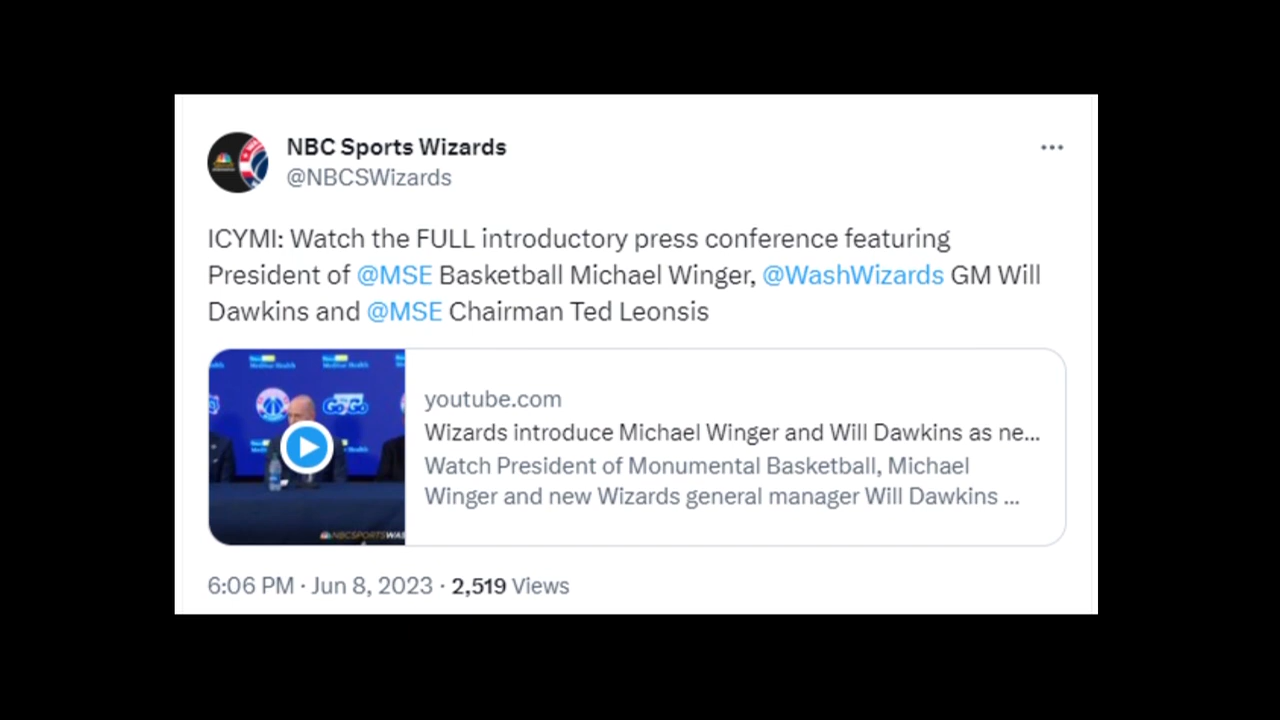 NBC Sports Wizards
@NBCSWizards
ICYMI: Watch the FULL introductory press conference featuring
President of @MSE Basketball Michael Winger, @WashWizards GM Will
Dawkins and @MSE Chairman Ted Leonsis
youtube.com
Wizards introduce Michael Winger and Will Dawkins as ne...
Watch President of Monumental Basketball, Michael
Winger and new Wizards general manager Will Dawkins ...
NBCSPORTSWAS
6:06 PM · Jun 8, 2023 · 2,519 Views